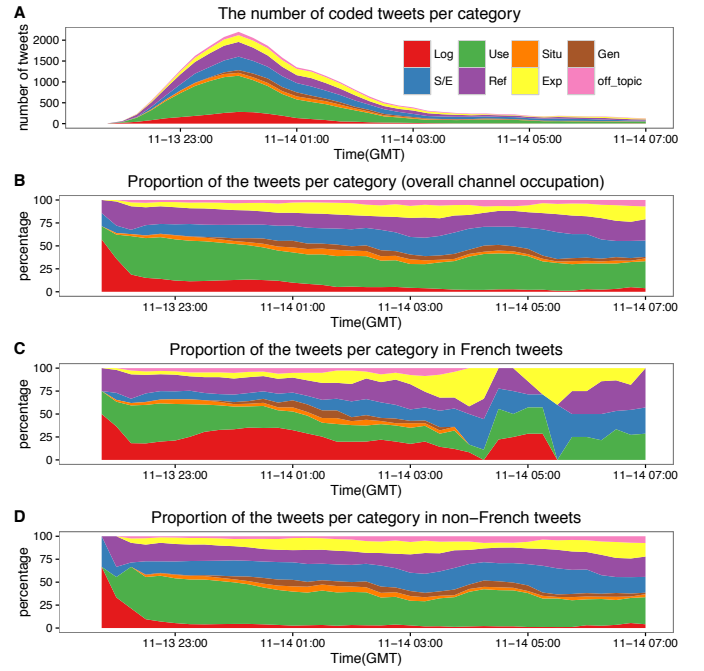 A
The number of coded tweets per category
number of tweets
2000
1500
1000
500
0
Log Use Situ Gen
S/E Ref Exp off_topic
11−13 23:00 11−14 01:00 11−14 03:00 11−14 05:00 11−14 07:00
Time(GMT)
B
Proportion of the tweets per category (overall channel occupation)
percentage
100
75
50
25
0
11−13 23:00 11−14 01:00 11−14 03:00 11−14 05:00 11−14 07:00
Time(GMT)
C
Proportion of the tweets per category in French tweets
percentage
100
75
50
25
0
11−13 23:00 11−14 01:00 11−14 03:00 11−14 05:00 11−14 07:00
Time(GMT)
D
Proportion of the tweets per category in non−French tweets
percentage
100
75
50
25
0
11−13 23:00 11−14 01:00 11−14 03:00 11−14 05:00 11−14 07:00
Time(GMT)